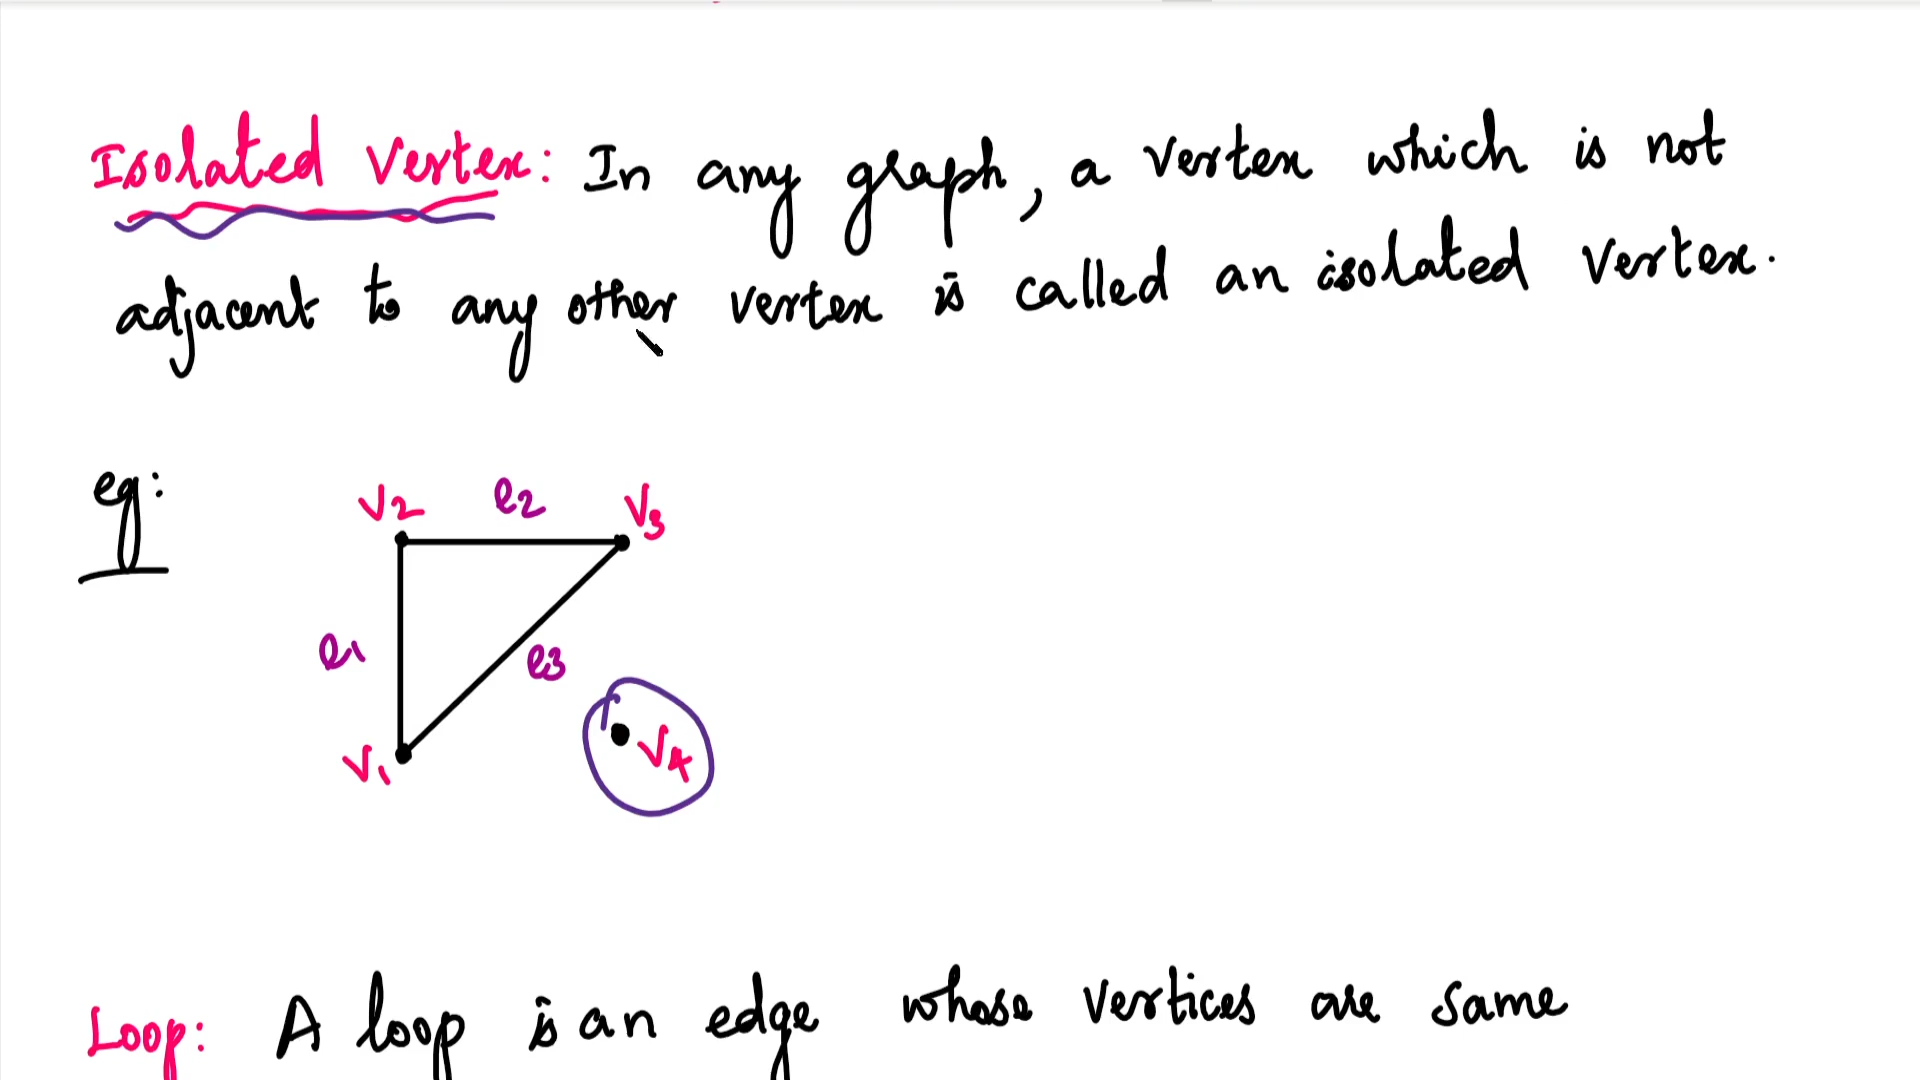 Isolated Vertex: In any graph, a vertex which is not
adjacent to any other vertex is called an isolated vertex.
eg:
V2 e2 V3
e1 e3
V1 V4
Loop: A loop is an edge whose vertices are same